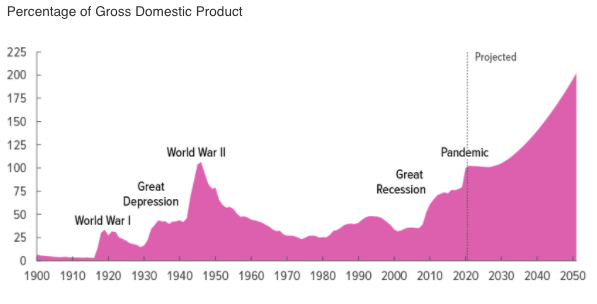 Percentage of Gross Domestic Product
225
Projected
200
175
150
World War II
Pandemic
125
100
Great
Recession
Great
Depression
75
World War I
50
25
0
1900 1910 1920 1930 1940 1950 1960 1970 1980 1990 2000 2010 2020 2030 2040 2050